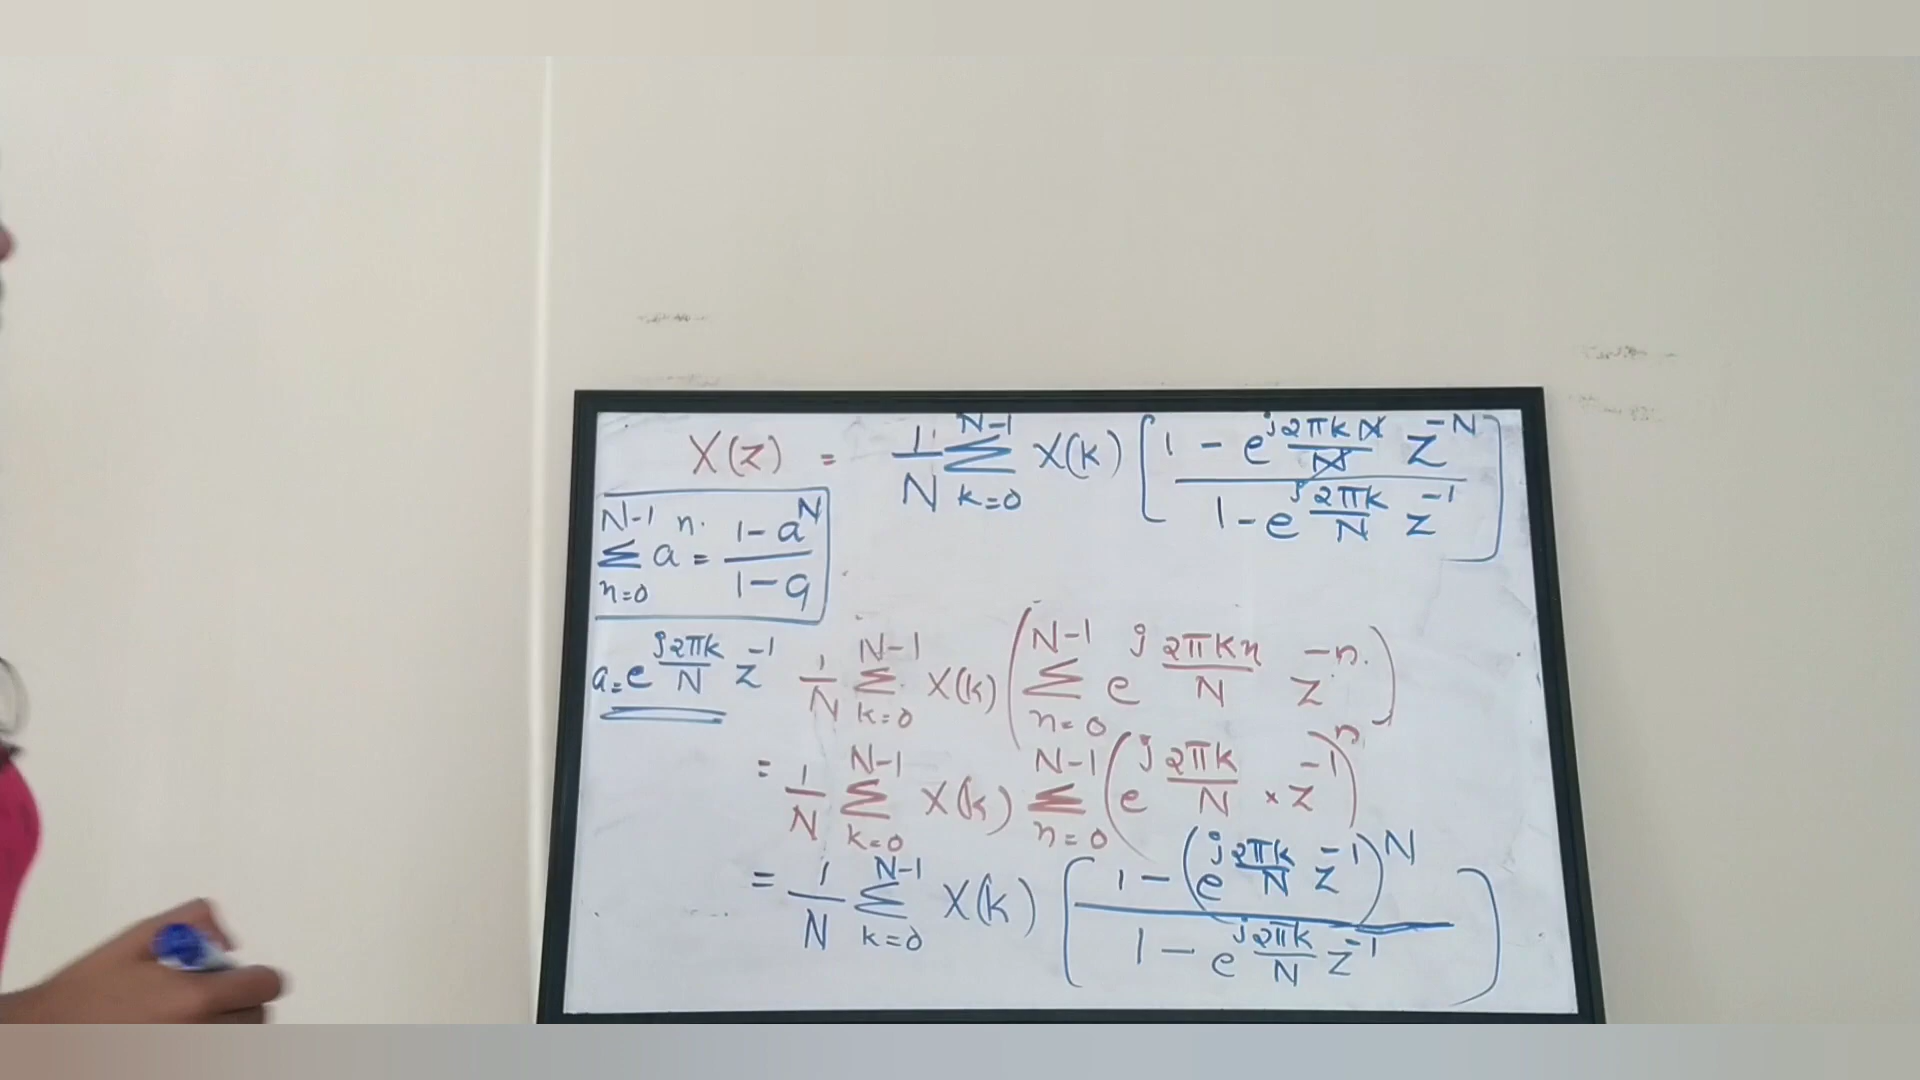 X(z) = 1/N Σ_{k=0}^{N-1} X(k) [ (1 - e^{j2πkN/N} z^{-N}) / (1 - e^{j2πk/N} z^{-1}) ]
Σ_{n=0}^{N-1} a^n = (1-a^N) / (1-a)
a = e^{j2πk/N} z^{-1}
1/N Σ_{k=0}^{N-1} X(k) ( Σ_{n=0}^{N-1} e^{j2πkn/N} z^{-n} )
= 1/N Σ_{k=0}^{N-1} X(k) Σ_{n=0}^{N-1} ( e^{j2πk/N} × z^{-1} )^n
= 1/N Σ_{k=0}^{N-1} X(k) [ (1 - (e^{j2πk/N} z^{-1})^N) / (1 - e^{j2πk/N} z^{-1}) ]